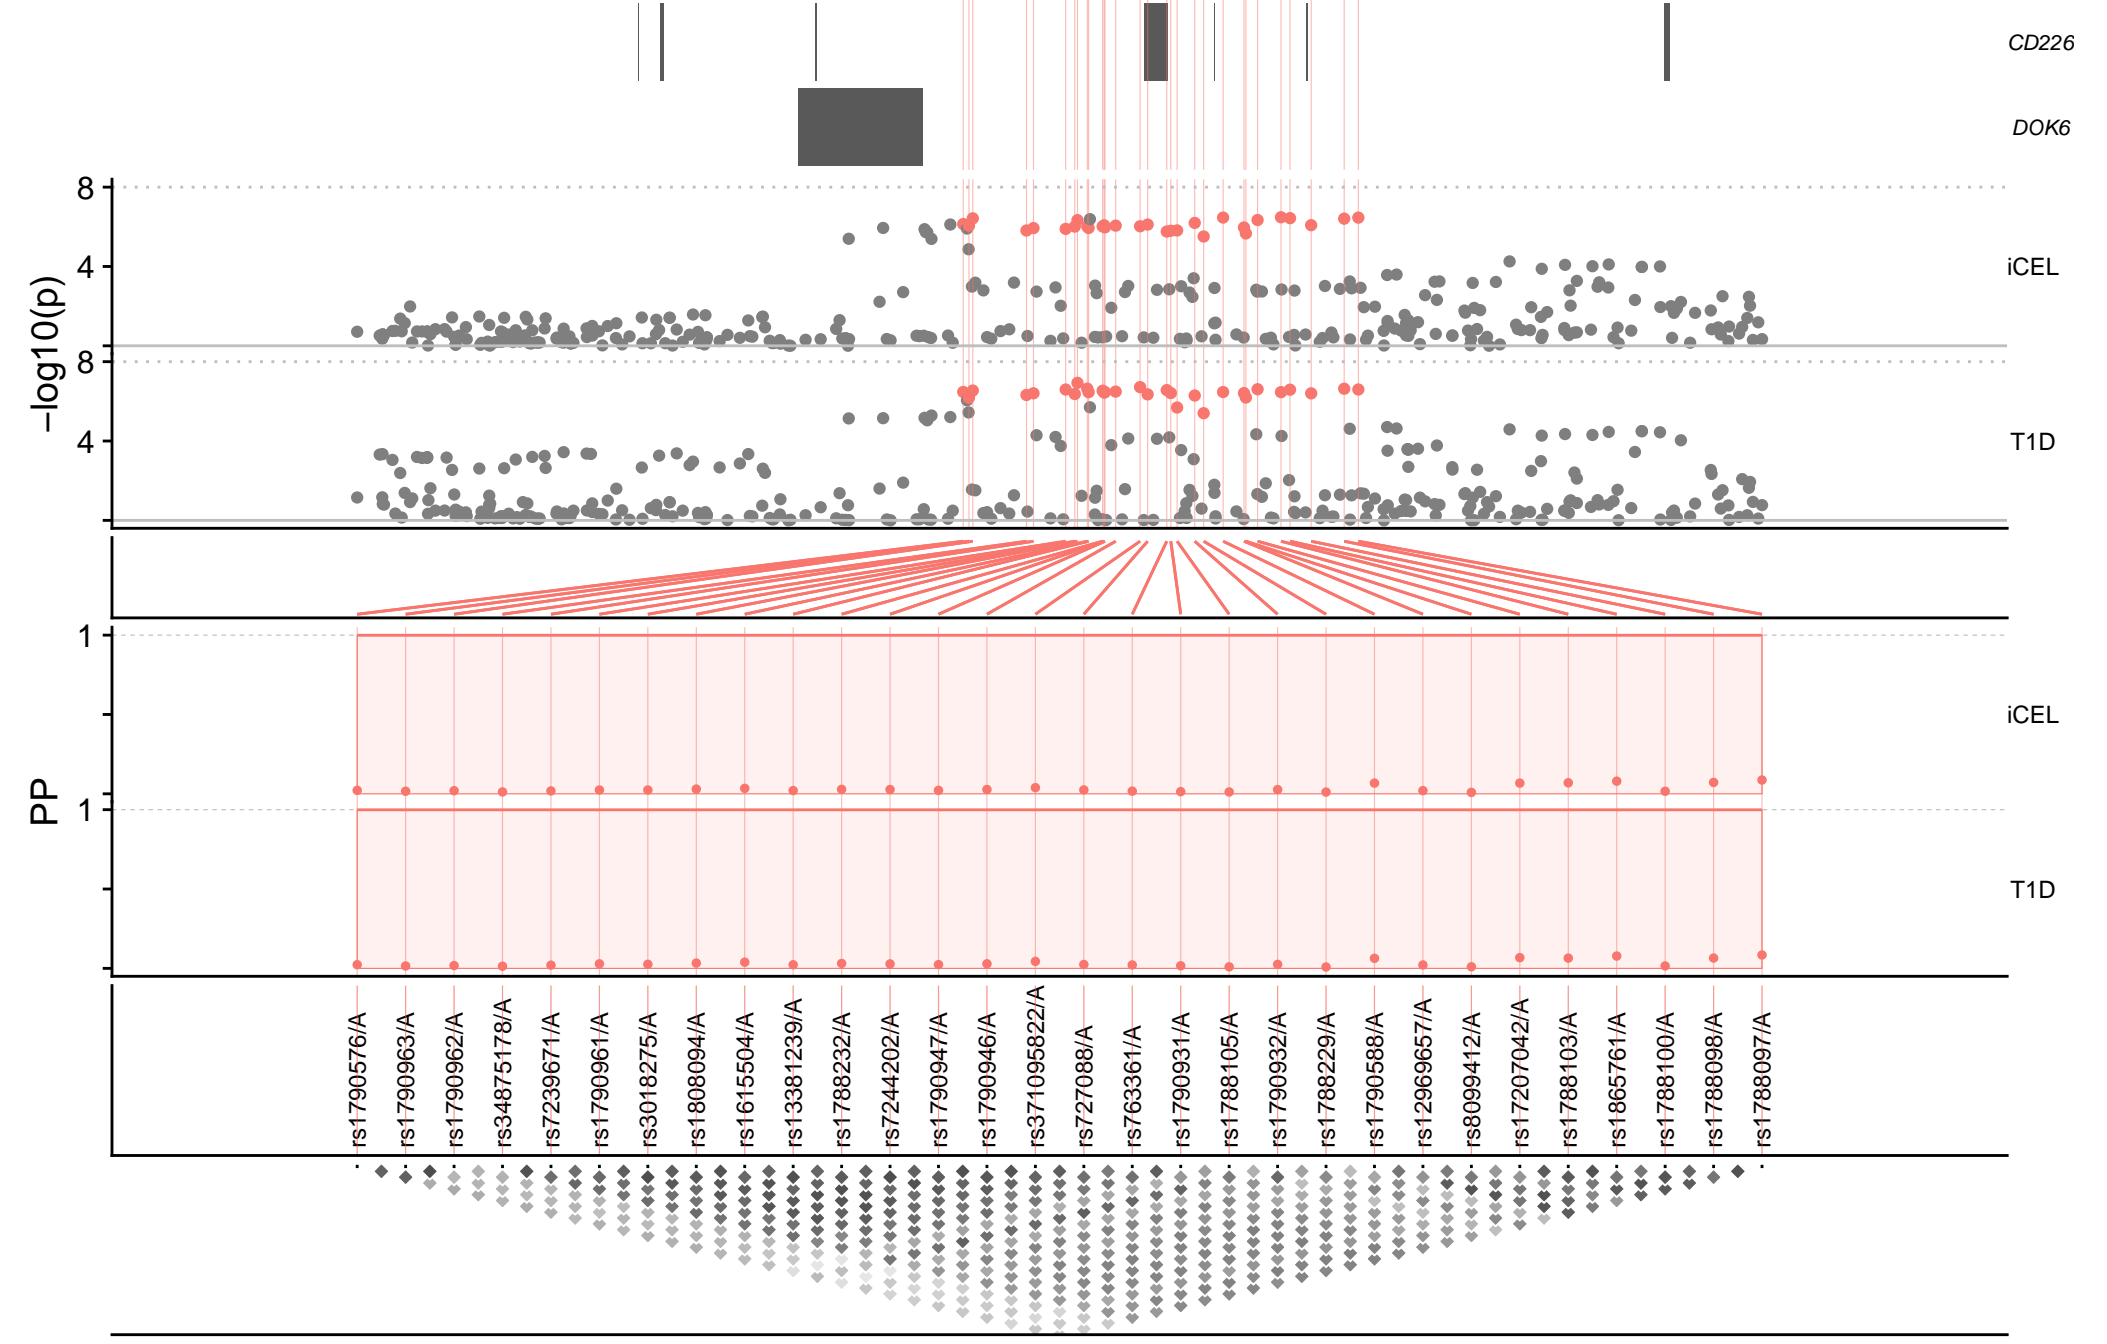 CD226
DOK6
−log10(p)
8
4
iCEL
8
4
T1D
PP
1
iCEL
1
T1D
rs1790576/A
rs1790963/A
rs1790962/A
rs34875178/A
rs7239671/A
rs1790961/A
rs3018275/A
rs1808094/A
rs1615504/A
rs13381239/A
rs1788232/A
rs7244202/A
rs1790947/A
rs1790946/A
rs371095822/A
rs727088/A
rs763361/A
rs1790931/A
rs1788105/A
rs1790932/A
rs1788229/A
rs1790588/A
rs12969657/A
rs8099412/A
rs17207042/A
rs1788103/A
rs1865761/A
rs1788100/A
rs1788098/A
rs1788097/A